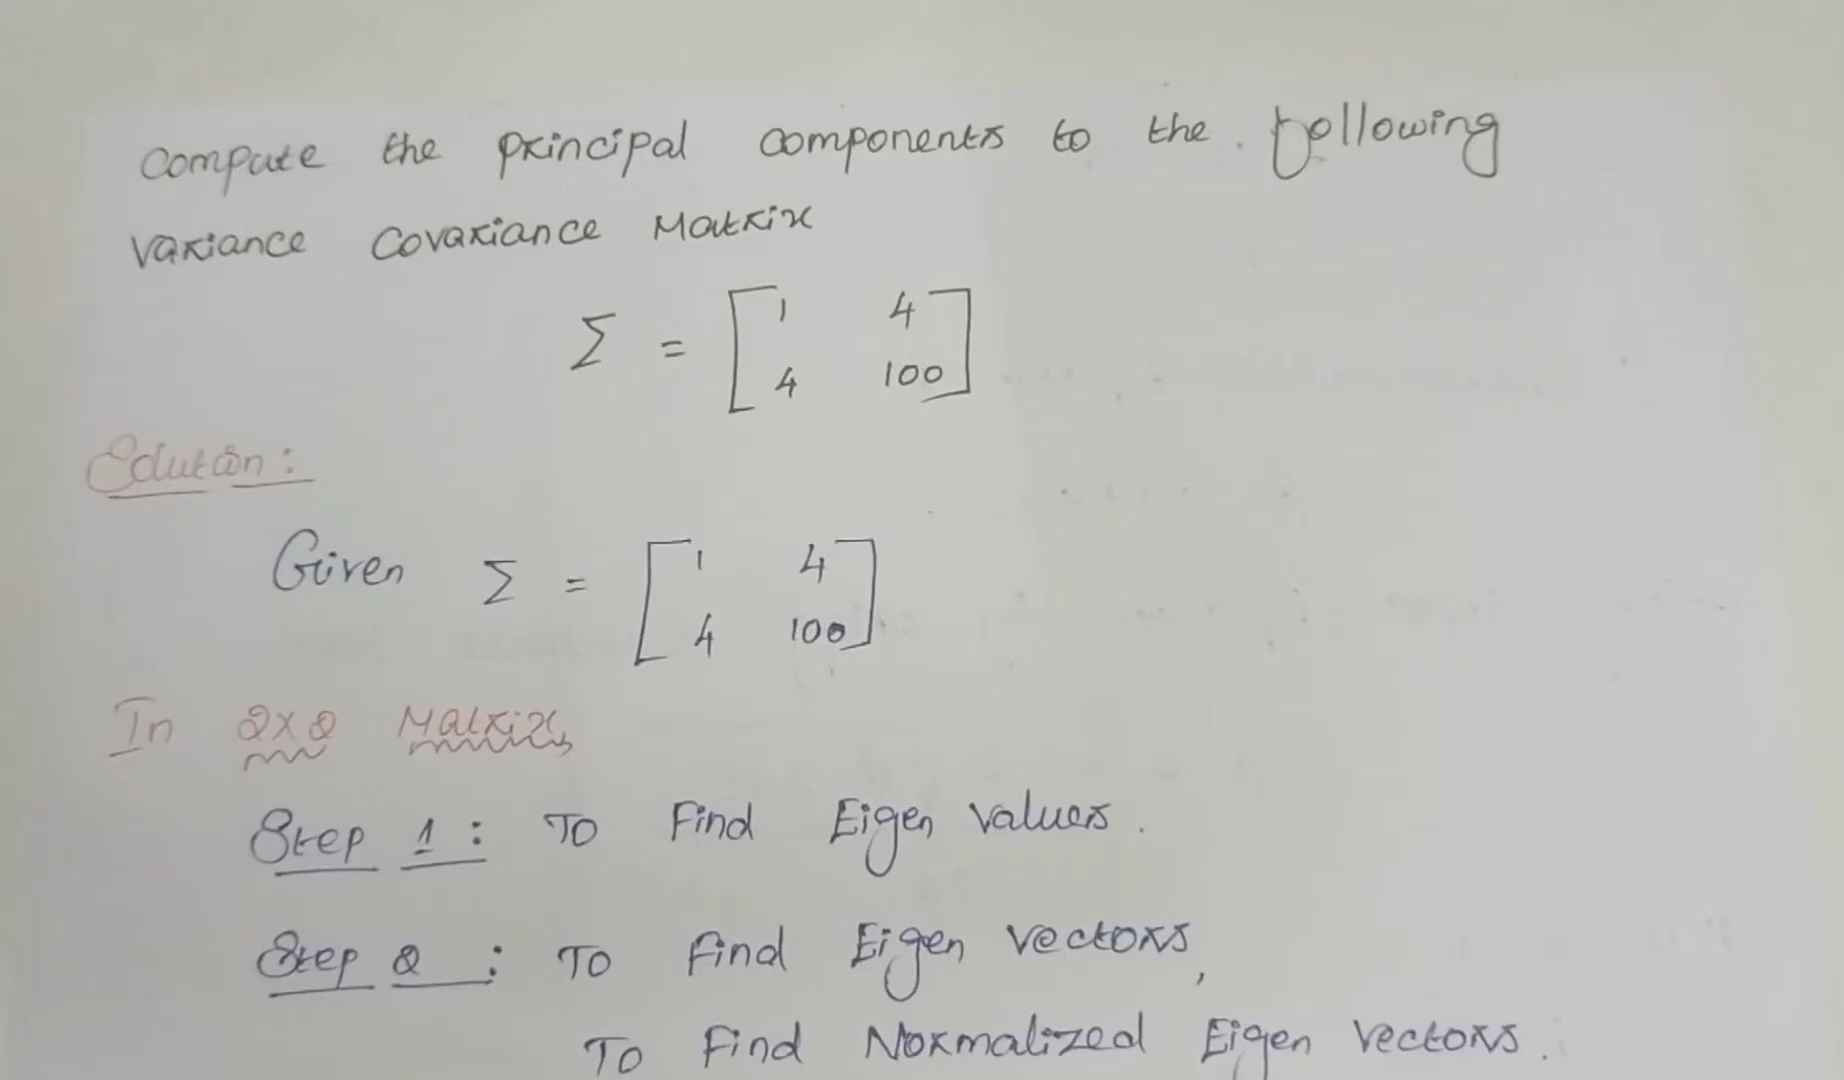 Compute the principal components to the following
Variance Covariance Matrix
Σ = [ 1 4
4 100 ]
Solution:
Given Σ = [ 1 4
4 100 ]
In 2x2 Matrix,
Step 1 : To Find Eigen values.
Step 2 : To Find Eigen vectors,
To Find Normalized Eigen Vectors.